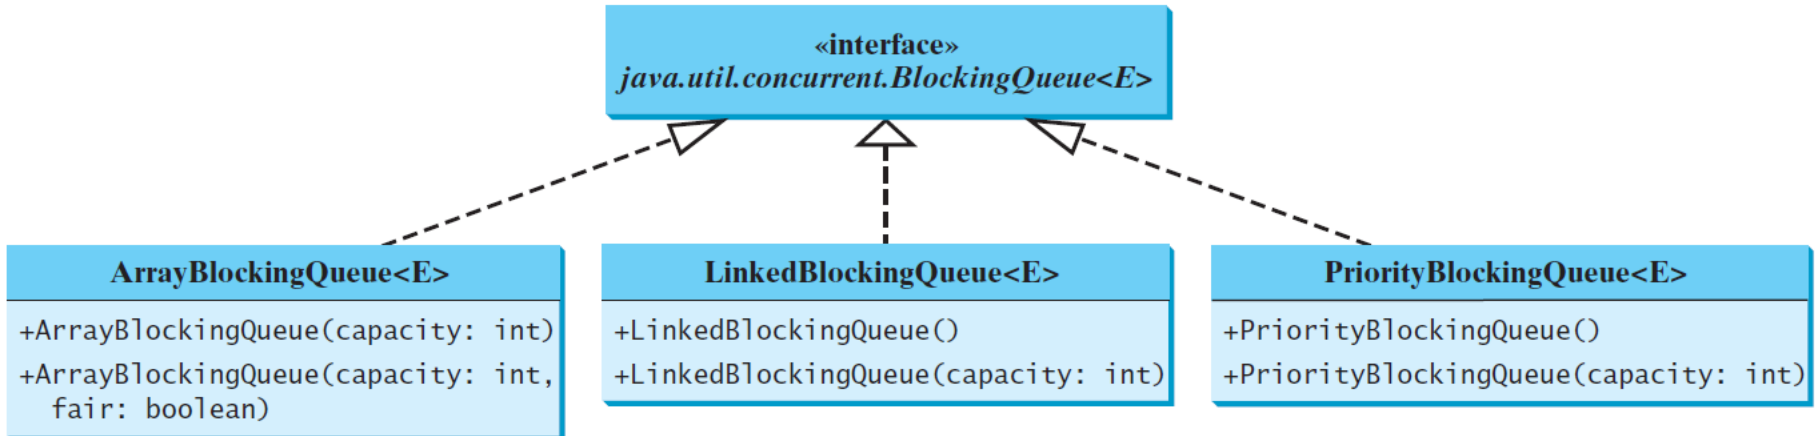 «interface»
java.util.concurrent.BlockingQueue<E>
ArrayBlockingQueue<E>
+ArrayBlockingQueue(capacity: int)
+ArrayBlockingQueue(capacity: int,
fair: boolean)
LinkedBlockingQueue<E>
+LinkedBlockingQueue()
+LinkedBlockingQueue(capacity: int)
PriorityBlockingQueue<E>
+PriorityBlockingQueue()
+PriorityBlockingQueue(capacity: int)